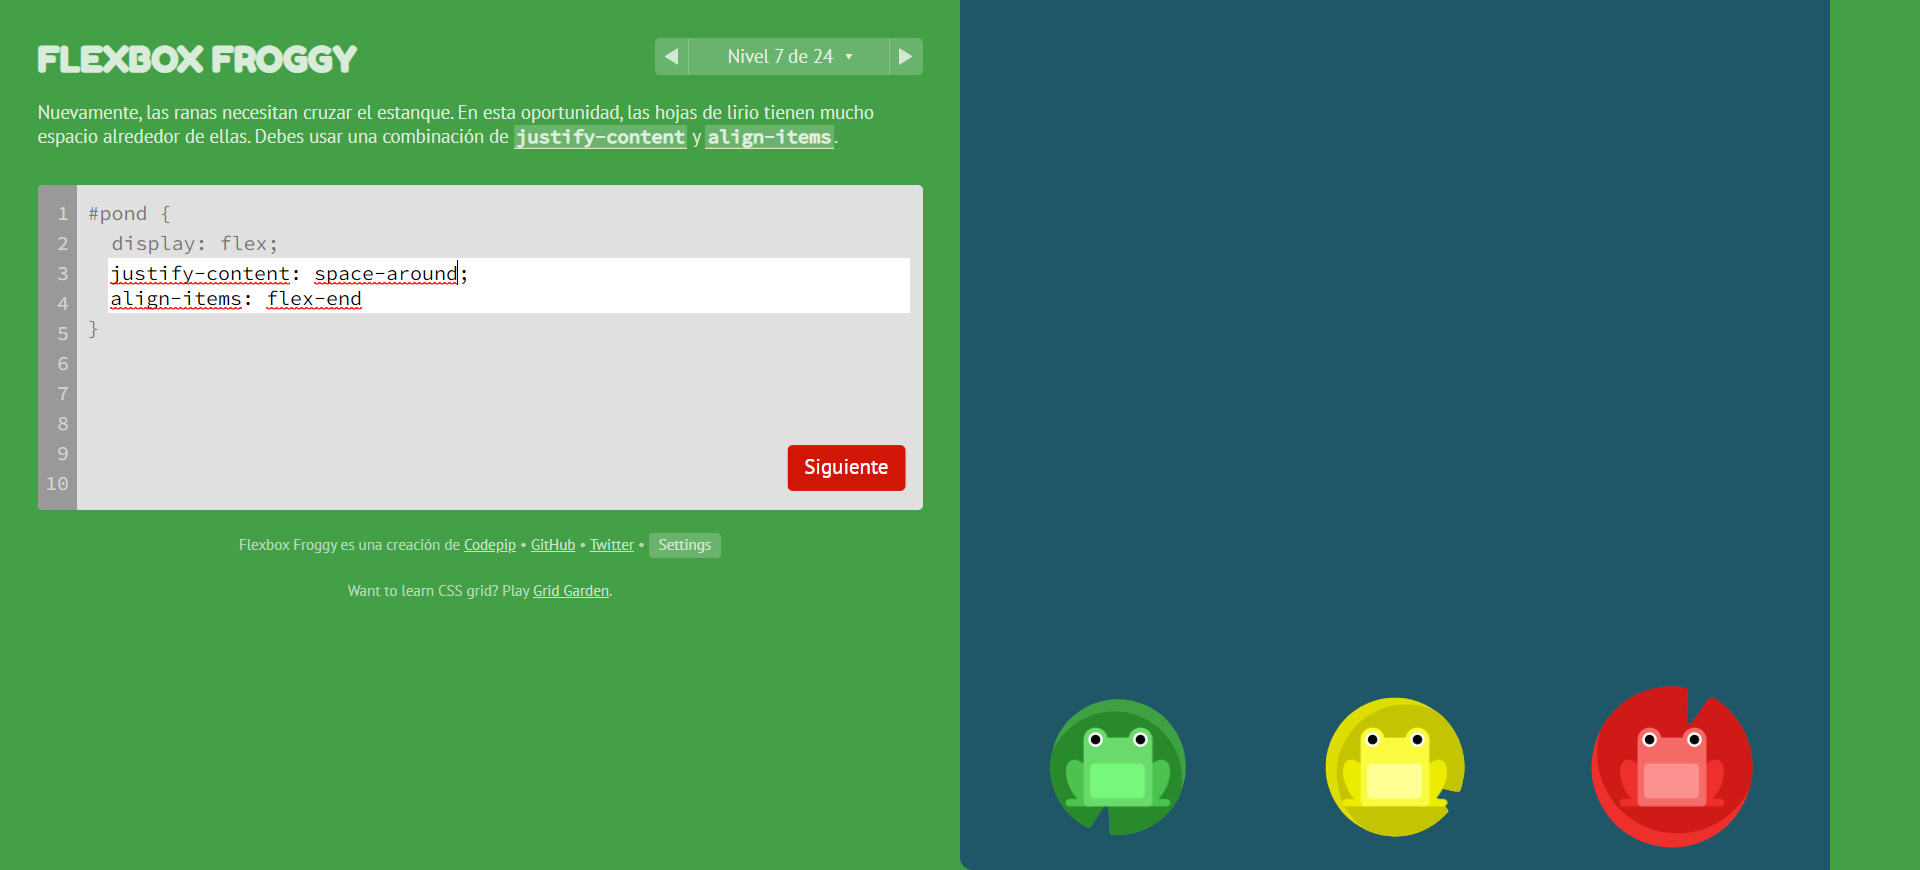 FLEXBOX FROGGY
Nivel 7 de 24
Nuevamente, las ranas necesitan cruzar el estanque. En esta oportunidad, las hojas de lirio tienen mucho
espacio alrededor de ellas. Debes usar una combinación de justify-content y align-items.
1 #pond {
2 display: flex;
3 justify-content: space-around;
4 align-items: flex-end
5 }
6
7
8
9
10
Siguiente
Flexbox Froggy es una creación de Codepip • GitHub • Twitter • Settings
Want to learn CSS grid? Play Grid Garden.